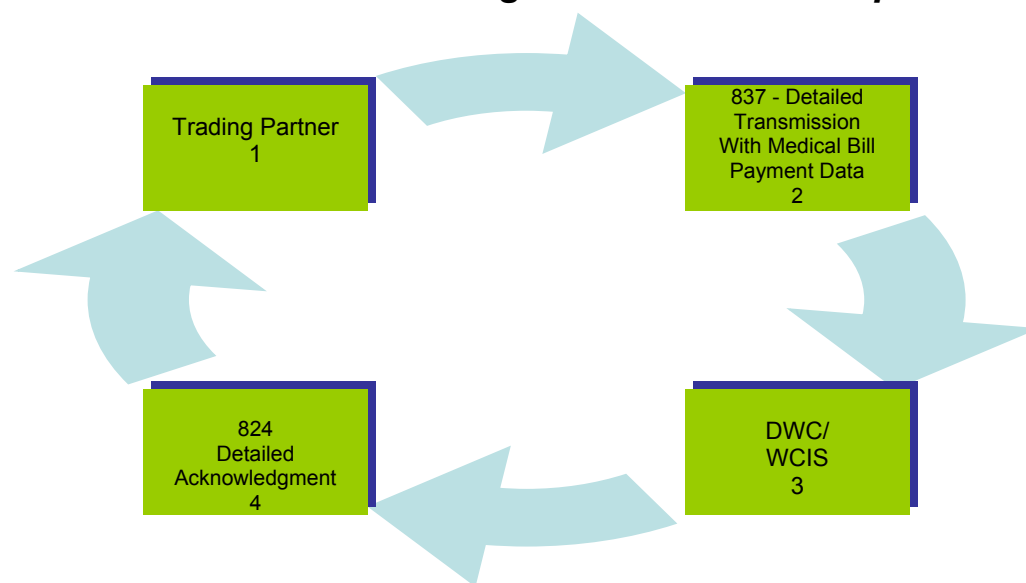 Trading Partner
1
837 - Detailed
Transmission
With Medical Bill
Payment Data
2
DWC/
WCIS
3
824
Detailed
Acknowledgment
4